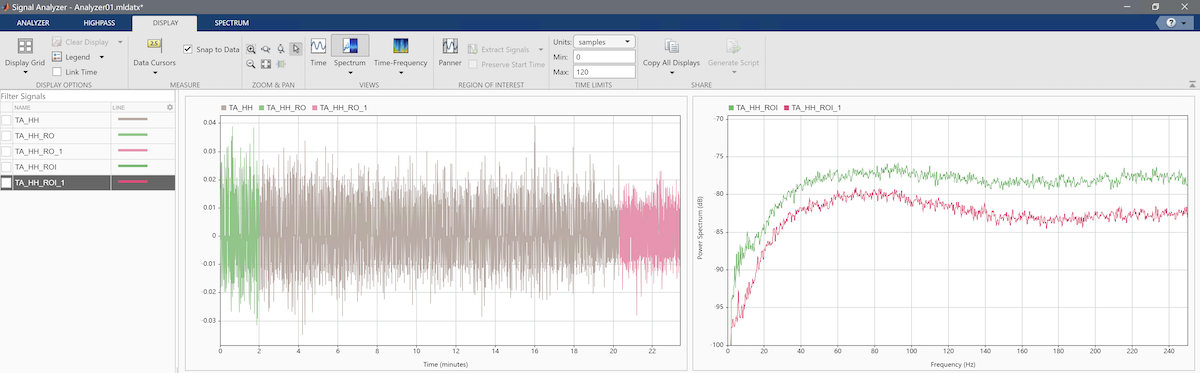 Signal Analyzer - Analyzer01.mldatx*
ANALYZER HIGHPASS DISPLAY SPECTRUM
?
Display Grid
Clear Display
Legend
Link Time
DISPLAY OPTIONS
2.5
Data Cursors
Snap to Data
MEASURE
ZOOM & PAN
Time
Spectrum
Time-Frequency
VIEWS
Panner
Extract Signals
Preserve Start Time
REGION OF INTEREST
Units: samples
Min: 0
Max: 120
TIME LIMITS
Copy All Displays
Generate Script
SHARE
Filter Signals
NAME LINE
TA_HH
TA_HH_RO
TA_HH_RO_1
TA_HH_ROI
TA_HH_ROI_1
TA_HH TA_HH_RO TA_HH_RO_1
0.04
0.03
0.02
0.01
0
-0.01
-0.02
-0.03
0 2 4 6 8 10 12 14 16 18 20 22
Time (minutes)
TA_HH_ROI TA_HH_ROI_1
Power Spectrum (dB)
-70
-75
-80
-85
-90
-95
-100
0 20 40 60 80 100 120 140 160 180 200 220 240
Frequency (Hz)